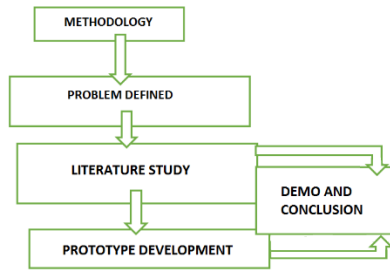 METHODOLOGY
PROBLEM DEFINED
LITERATURE STUDY
DEMO AND
CONCLUSION
PROTOTYPE DEVELOPMENT